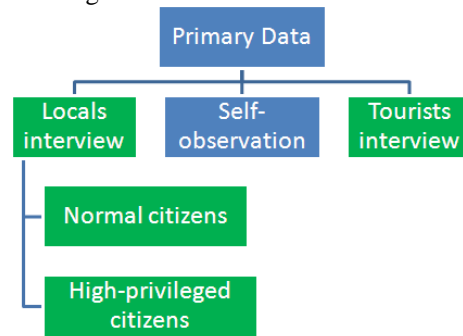 Primary Data
Locals
interview
Self-
observation
Tourists
interview
Normal citizens
High-privileged
citizens